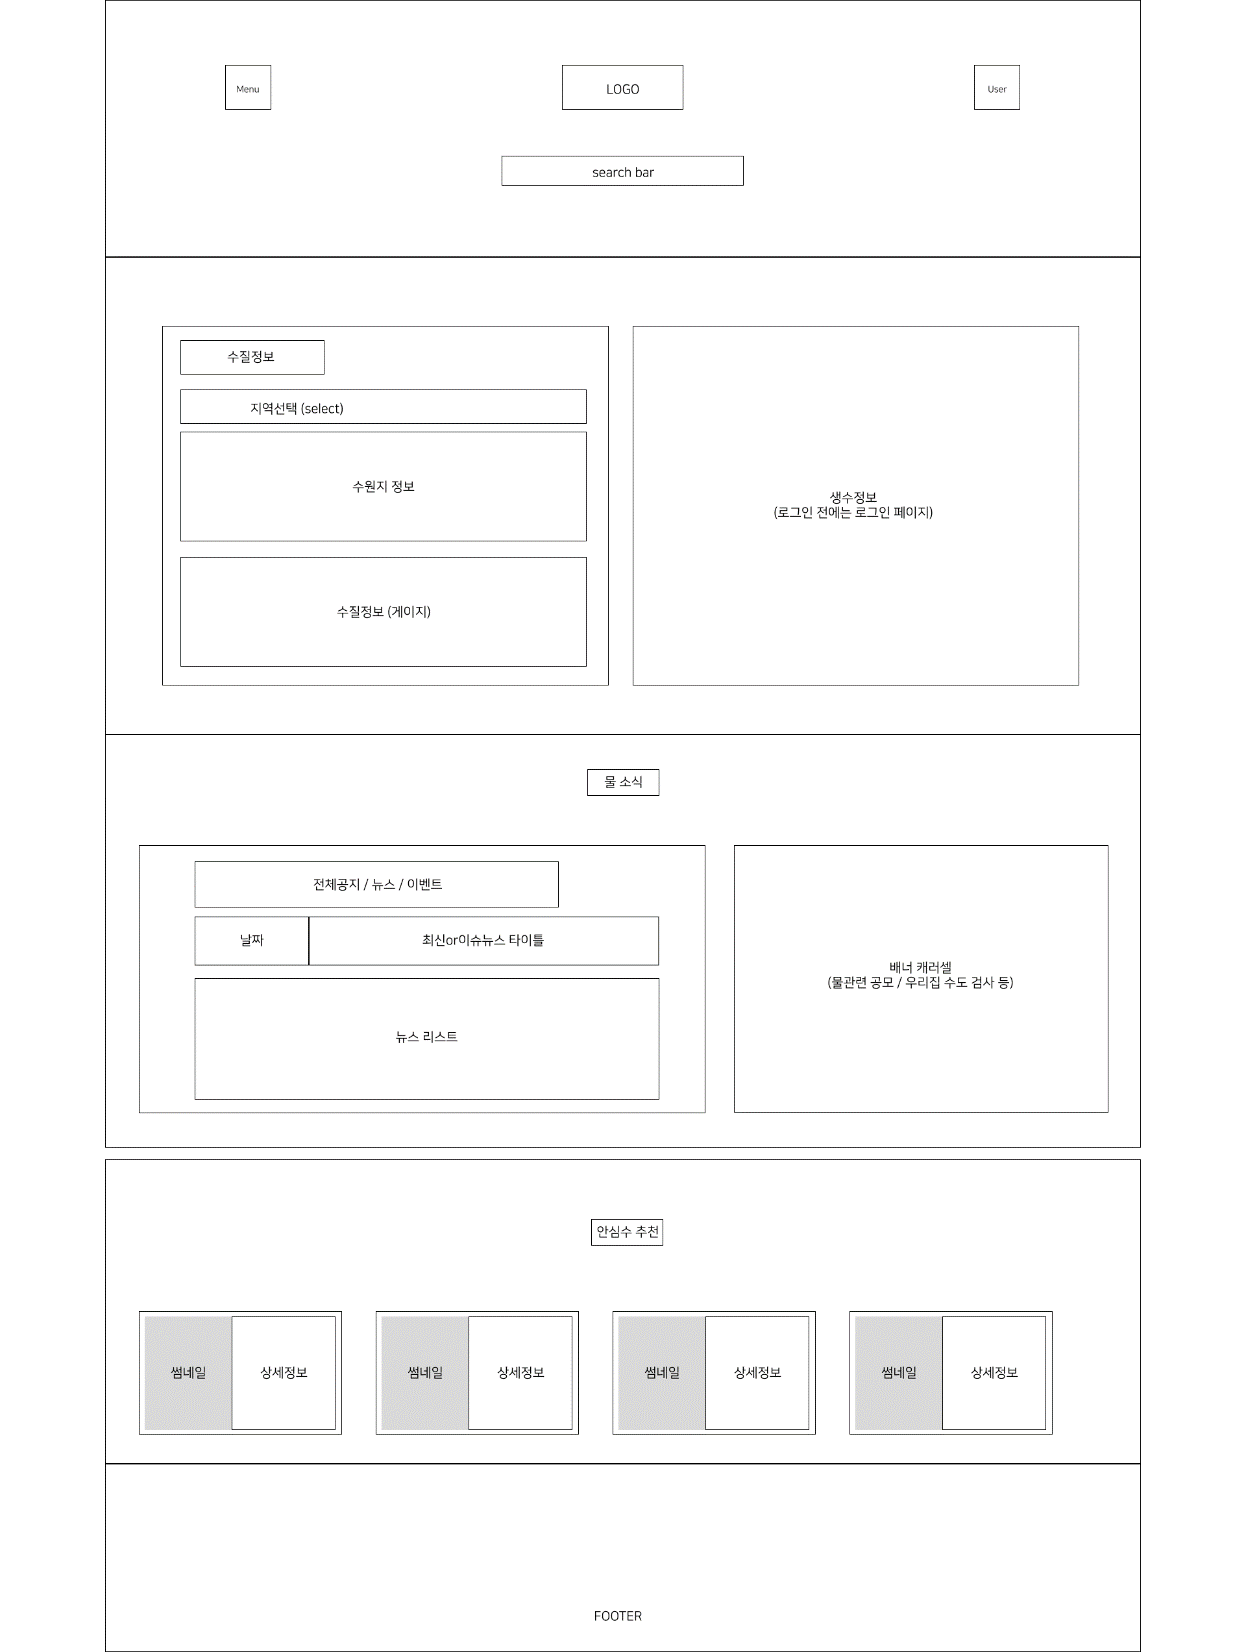 Menu
LOGO
User
search bar
수질정보
지역선택 (select)
수원지 정보
수질정보 (게이지)
생수정보
(로그인 전에는 로그인 페이지)
물 소식
전체공지 / 뉴스 / 이벤트
날짜
최신or이슈뉴스 타이틀
뉴스 리스트
배너 캐러셀
(물관련 공모 / 우리집 수도 검사 등)
안심수 추천
썸네일
상세정보
썸네일
상세정보
썸네일
상세정보
썸네일
상세정보
FOOTER